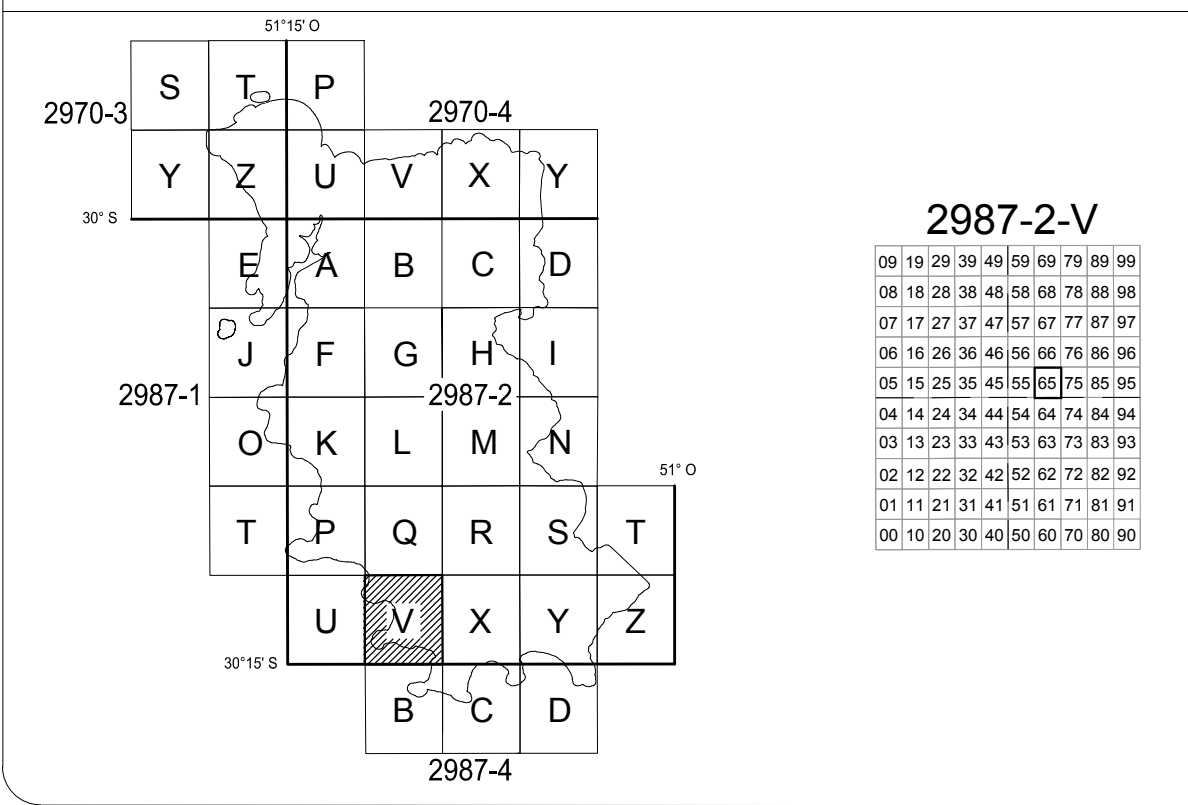 51°15' O
S T P
2970-3 2970-4
Y Z U V X Y
30° S
E A B C D
J F G H I
2987-1 2987-2
O K L M N
51° O
T P Q R S T
U V X Y Z
30°15' S
B C D
2987-4
2987-2-V
09 19 29 39 49 59 69 79 89 99
08 18 28 38 48 58 68 78 88 98
07 17 27 37 47 57 67 77 87 97
06 16 26 36 46 56 66 76 86 96
05 15 25 35 45 55 65 75 85 95
04 14 24 34 44 54 64 74 84 94
03 13 23 33 43 53 63 73 83 93
02 12 22 32 42 52 62 72 82 92
01 11 21 31 41 51 61 71 81 91
00 10 20 30 40 50 60 70 80 90